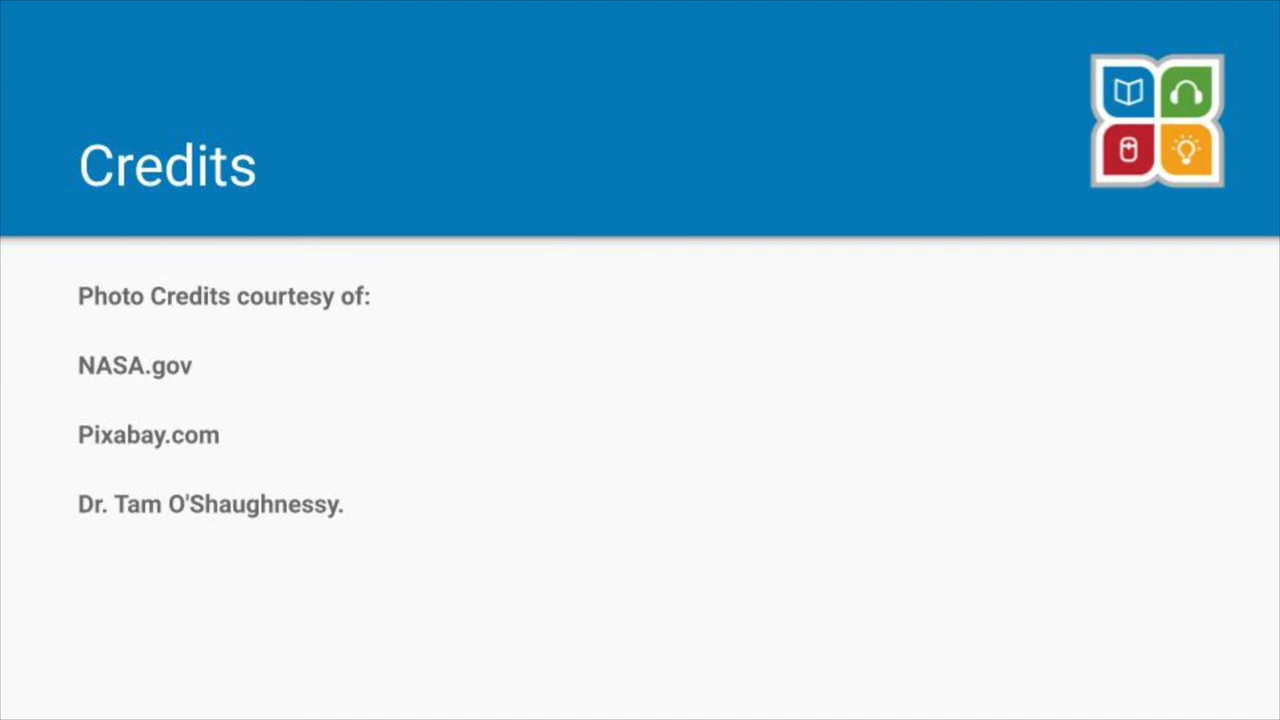 Credits
Photo Credits courtesy of:
NASA.gov
Pixabay.com
Dr. Tam O'Shaughnessy.